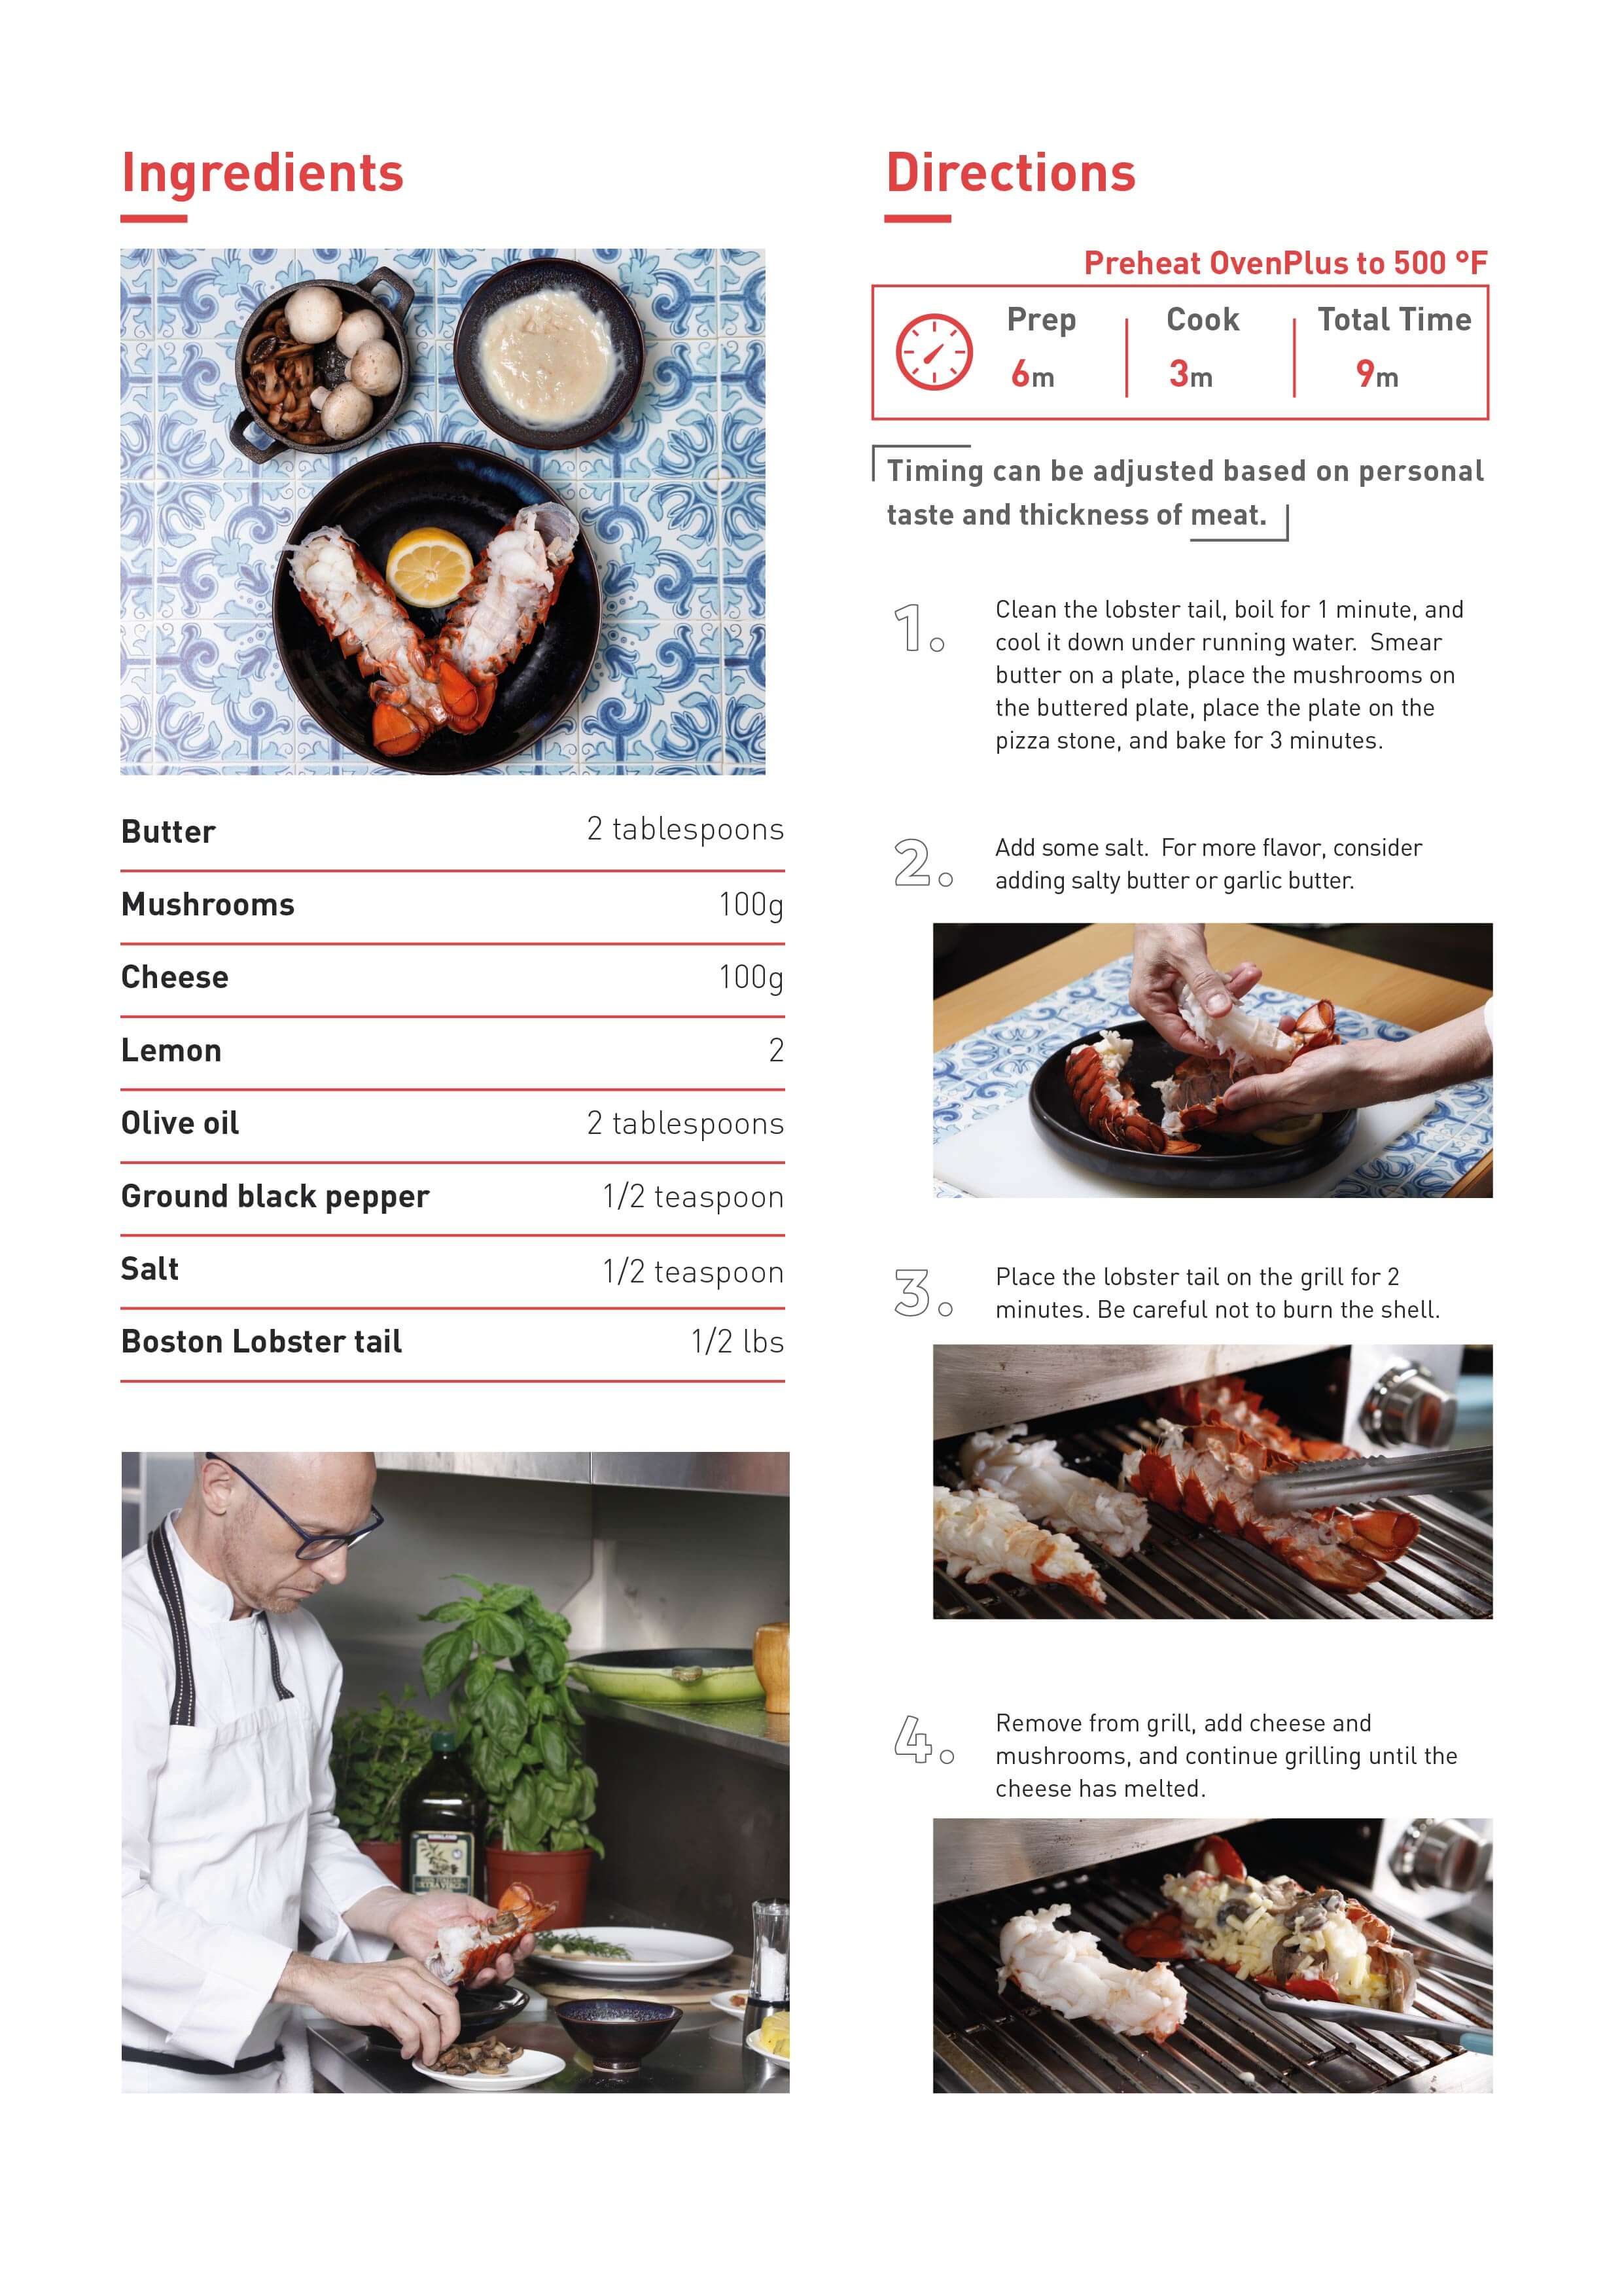 Ingredients
Butter 2 tablespoons
Mushrooms 100g
Cheese 100g
Lemon 2
Olive oil 2 tablespoons
Ground black pepper 1/2 teaspoon
Salt 1/2 teaspoon
Boston Lobster tail 1/2 lbs
KIRKLAND
Directions
Preheat OvenPlus to 500 °F
Prep Cook Total Time
6m 3m 9m
Timing can be adjusted based on personal
taste and thickness of meat.
1. Clean the lobster tail, boil for 1 minute, and
cool it down under running water. Smear
butter on a plate, place the mushrooms on
the buttered plate, place the plate on the
pizza stone, and bake for 3 minutes.
2. Add some salt. For more flavor, consider
adding salty butter or garlic butter.
3. Place the lobster tail on the grill for 2
minutes. Be careful not to burn the shell.
4. Remove from grill, add cheese and
mushrooms, and continue grilling until the
cheese has melted.